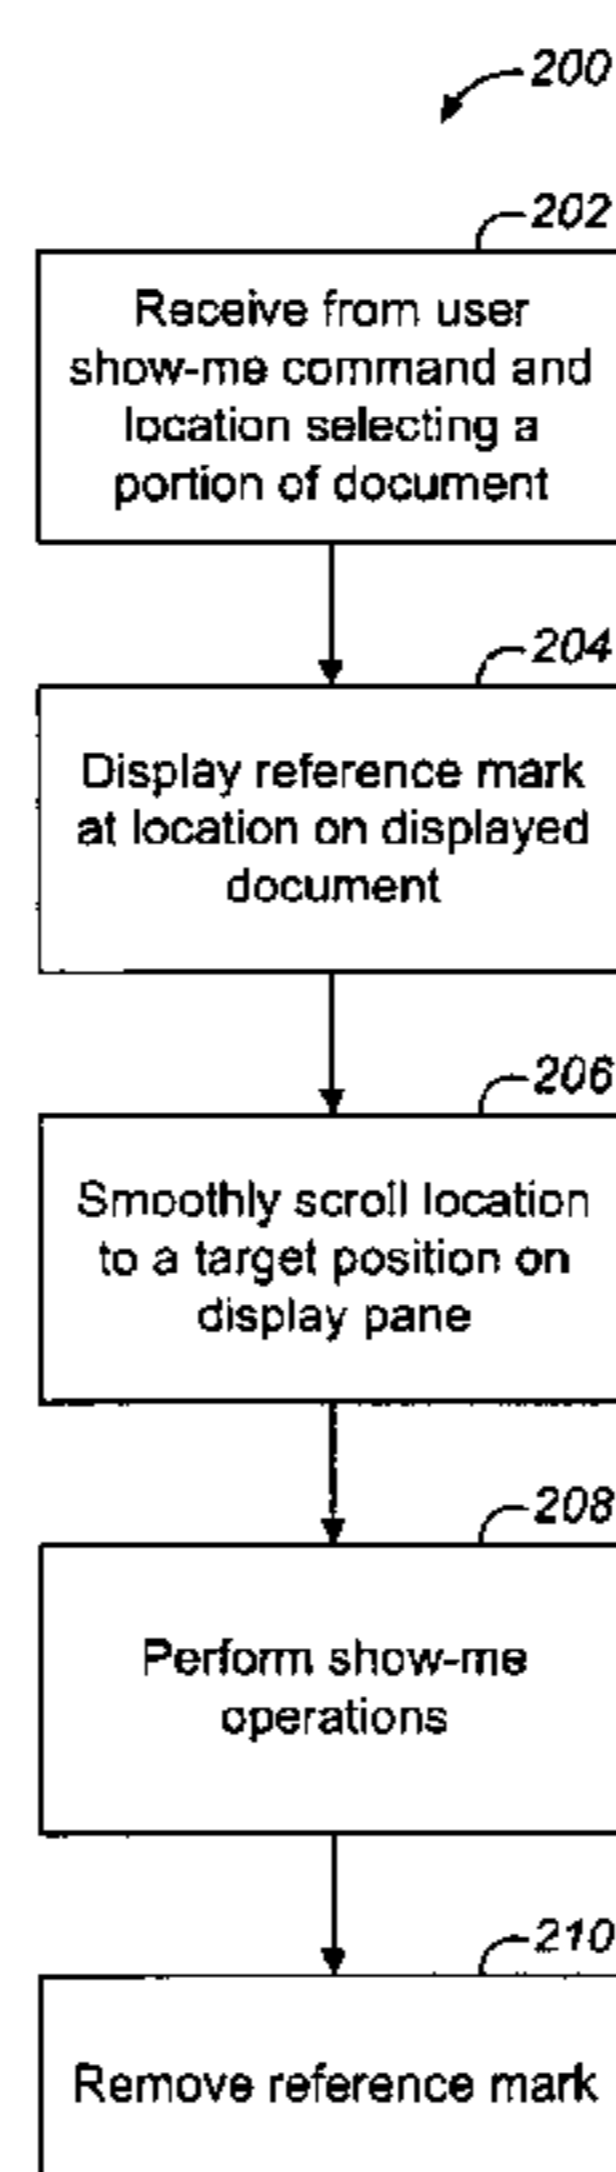 200
202
Receive from user
show-me command and
location selecting a
portion of document
204
Display reference mark
at location on displayed
document
206
Smoothly scroll location
to a target position on
display pane
208
Perform show-me
operations
210
Remove reference mark